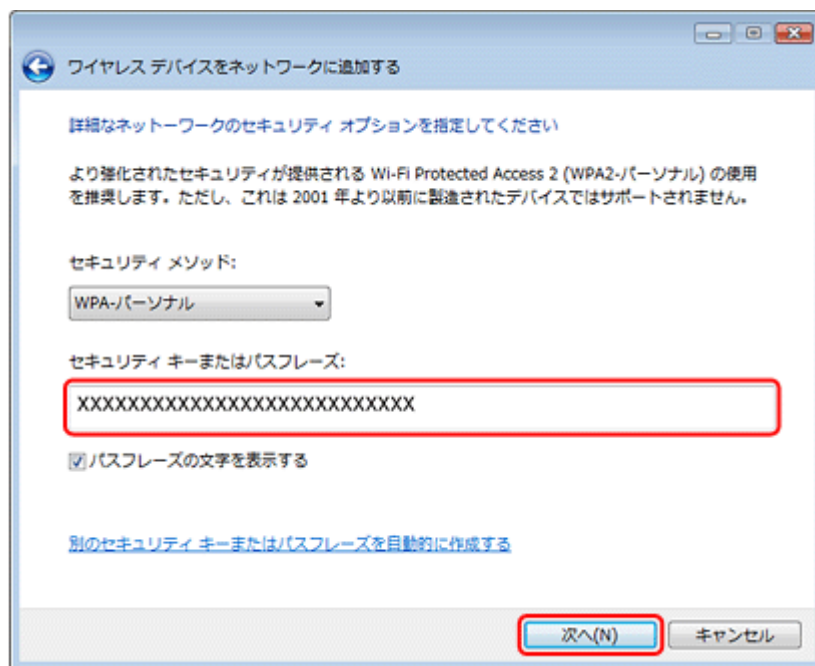 ワイヤレス デバイスをネットワークに追加する
詳細なネットーワークのセキュリティ オプションを指定してください
より強化されたセキュリティが提供される Wi-Fi Protected Access 2 (WPA2-パーソナル) の使用
を推奨します。ただし、これは 2001 年より以前に製造されたデバイスではサポートされません。
セキュリティ メソッド:
WPA-パーソナル
セキュリティ キーまたはパスフレーズ:
XXXXXXXXXXXXXXXXXXXXXXXXXXX
パスフレーズの文字を表示する
別のセキュリティ キーまたはパスフレーズを自動的に作成する
次へ(N)
キャンセル